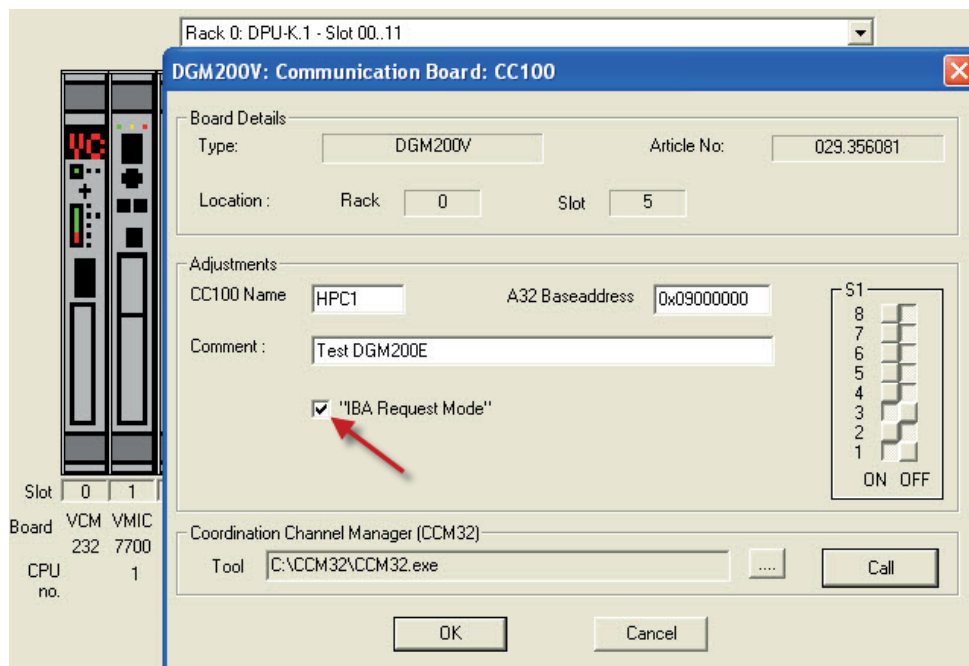 Rack 0: DPU-K.1 - Slot 00..11
DGM200V: Communication Board: CC100
Board Details
Type: DGM200V Article No: 029.356081
Location : Rack 0 Slot 5
Adjustments
CC100 Name HPC1 A32 Baseaddress 0x09000000
Comment : Test DGM200E
"IBA Request Mode"
S1
8
7
6
5
4
3
2
1
ON OFF
Slot 0 1
Board VCM VMIC
232 7700
CPU 1
no.
Coordination Channel Manager (CCM32)
Tool C:\CCM32\CCM32.exe .... Call
OK Cancel